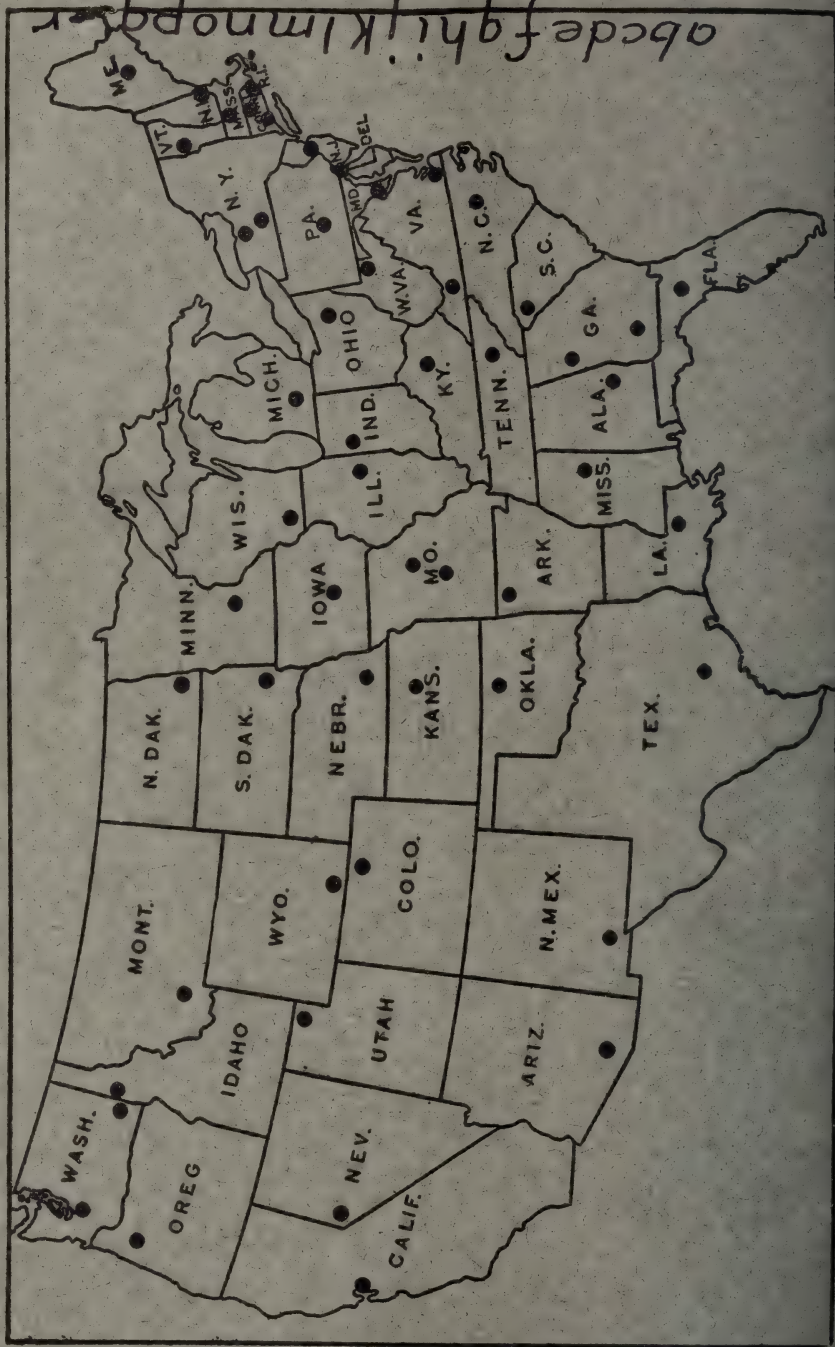 abcdefghijklmnopqr
WASH.
OREG
CALIF.
NEV.
IDAHO
MONT.
WYO.
UTAH
ARIZ.
COLO.
N.MEX.
N. DAK.
S. DAK.
NEBR.
KANS.
OKLA.
TEX.
MINN.
IOWA
MO.
ARK.
LA.
WIS.
ILL.
MICH.
IND.
OHIO
KY.
TENN.
MISS.
ALA.
GA.
FLA.
S.C.
N.C.
VA.
W.VA.
MD.
DEL
N.J.
PA.
N.Y.
VT.
N.H.
MASS.
R.I.
ME.